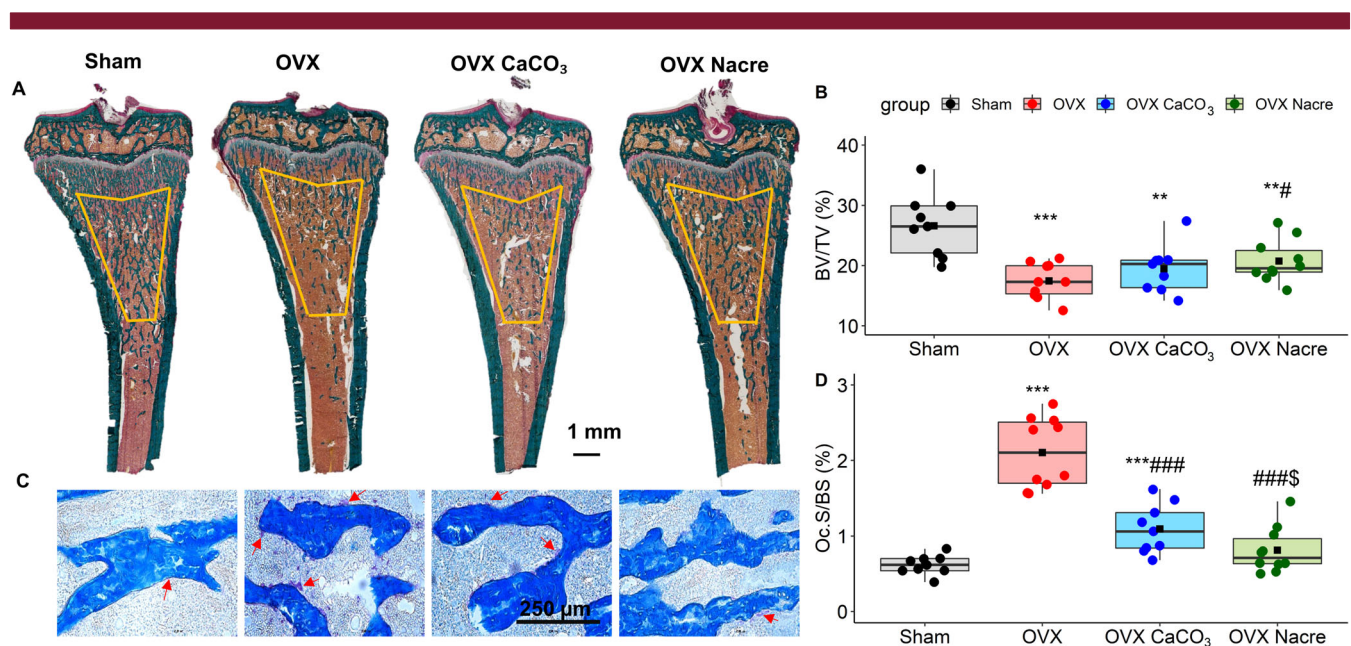 Sham OVX OVX CaCO₃ OVX Nacre
A
1 mm
C
250 µm
B group Sham OVX OVX CaCO₃ OVX Nacre
BV/TV (%)
40
30
20
10
***
**
**#
Sham OVX OVX CaCO₃ OVX Nacre
D
Oc.S/BS (%)
3
2
1
0
***
***###
###$
Sham OVX OVX CaCO₃ OVX Nacre